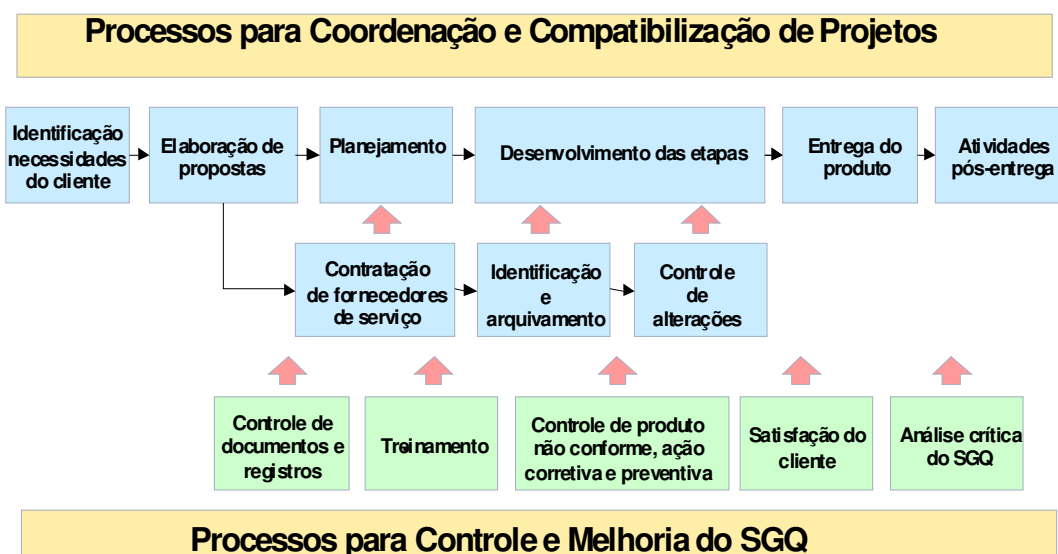 Processos para Coordenação e Compatibilização de Projetos
Identificação
necessidades
do cliente
Elaboração de
propostas
Planejamento
Desenvolvimento das etapas
Entrega do
produto
Atividades
pós-entrega
Contratação
de fornecedores
de serviço
Identificação
e
arquivamento
Controle
de
alterações
Controle de
documentos e
registros
Treinamento
Controle de produto
não conforme, ação
corretiva e preventiva
Satisfação do
cliente
Análise crítica
do SGQ
Processos para Controle e Melhoria do SGQ